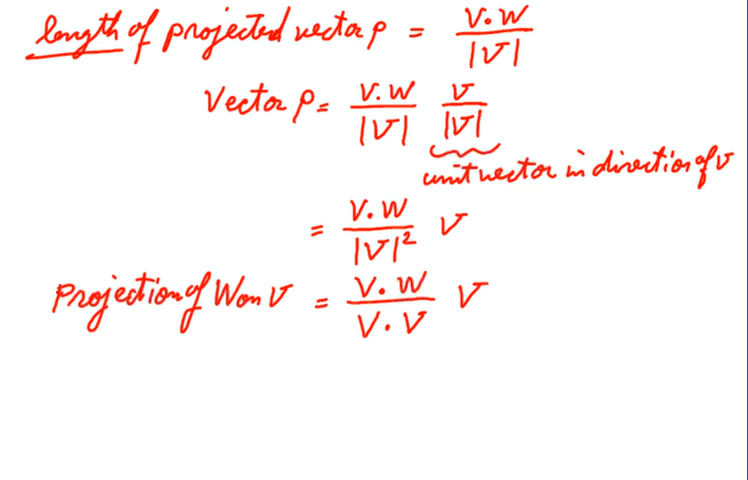 length of projected vector p = V.W / |V|
Vector p = V.W / |V| V / |V|
unit vector in direction of v
= V.W / |V|² V
Projection of W on V = V.W / V.V V